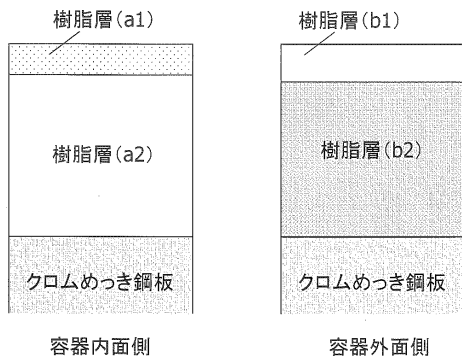 樹脂層(a1)
樹脂層(a2)
クロムめっき鋼板
容器内面側
樹脂層(b1)
樹脂層(b2)
クロムめっき鋼板
容器外面側